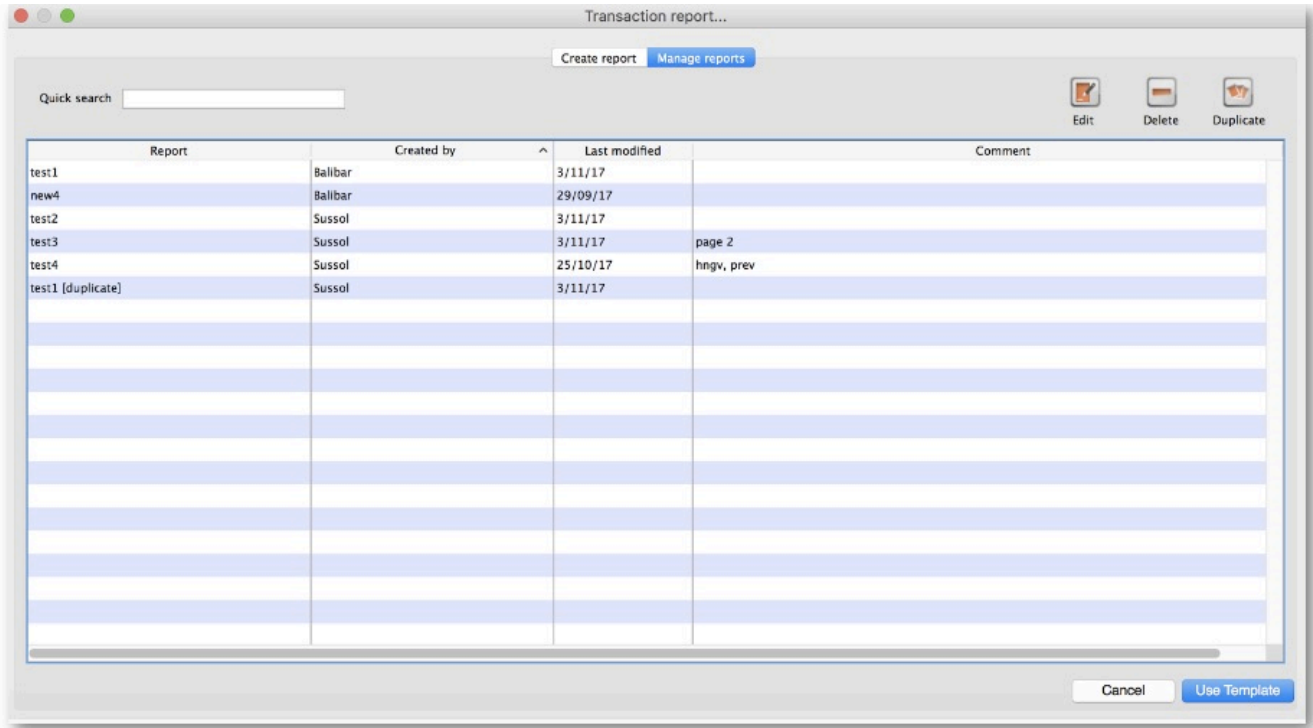 Transaction report...
Create report Manage reports
Quick search
Edit Delete Duplicate
Report Created by Last modified Comment
test1 Balibar 3/11/17
new4 Balibar 29/09/17
test2 Sussol 3/11/17
test3 Sussol 3/11/17 page 2
test4 Sussol 25/10/17 hngv, prev
test1 [duplicate] Sussol 3/11/17
Cancel Use Template